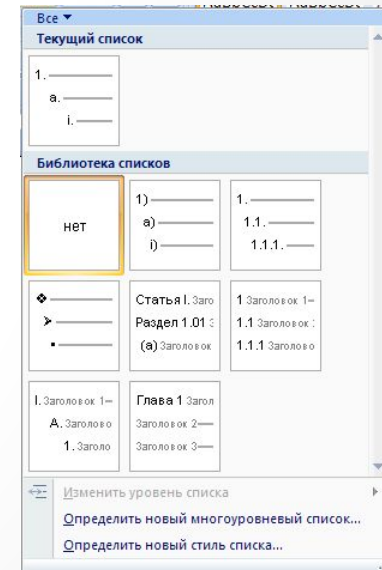 Все
Текущий список
1.
a.
i.
Библиотека списков
нет
1)
a)
i)
1.
1.1.
1.1.1.
Статья I. Заго
Раздел 1.01 
(a) Заголовок
1 Заголовок 1
1.1 Заголовок
1.1.1 Заголово
I. Заголовок 1
A. Заголово
1. Заголо
Глава 1 Загол
Заголовок 2
Заголовок 3
Изменить уровень списка
Определить новый многоуровневый список...
Определить новый стиль списка...